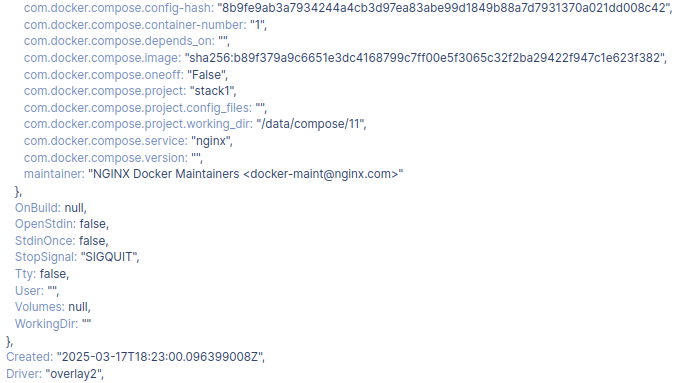 com.docker.compose.config-hash: "8b9fe9ab3a7934244a4cb3d97ea83abe99d1849b88a7d7931370a021dd008c42",
com.docker.compose.container-number: "1",
com.docker.compose.depends_on: "",
com.docker.compose.image: "sha256:b89f379a9c6651e3dc4168799c7ff00e5f3065c32f2ba29422f947c1e623f382",
com.docker.compose.oneoff: "False",
com.docker.compose.project: "stack1",
com.docker.compose.project.config_files: "",
com.docker.compose.project.working_dir: "/data/compose/11",
com.docker.compose.service: "nginx",
com.docker.compose.version: "",
maintainer: "NGINX Docker Maintainers <docker-maint@nginx.com>"
},
OnBuild: null,
OpenStdin: false,
StdinOnce: false,
StopSignal: "SIGQUIT",
Tty: false,
User: "",
Volumes: null,
WorkingDir: ""
},
Created: "2025-03-17T18:23:00.096399008Z",
Driver: "overlay2",